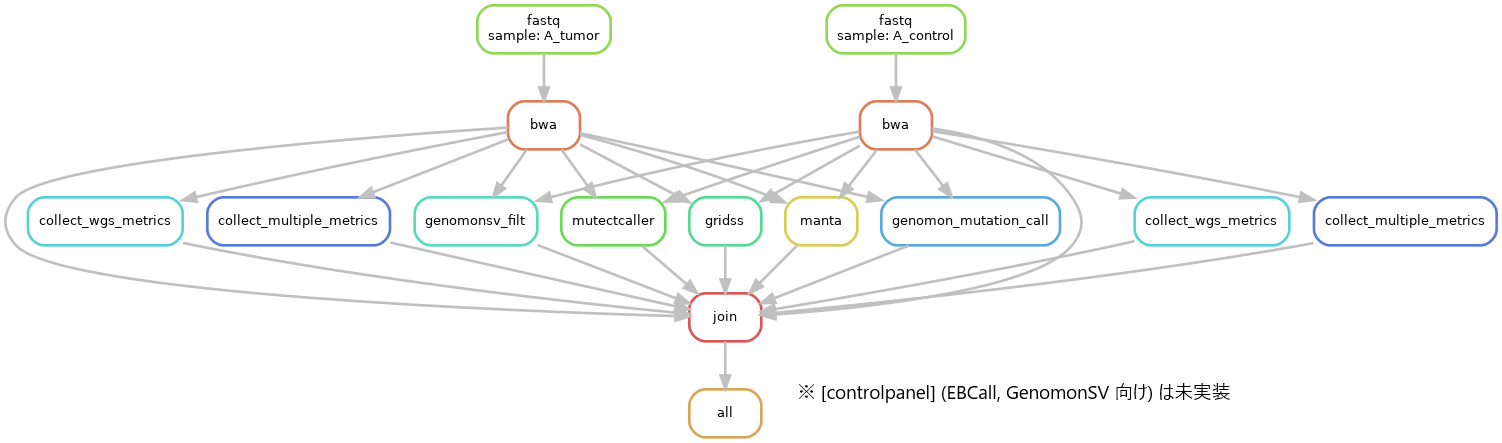 fastq
sample: A_tumor
fastq
sample: A_control
bwa
bwa
collect_wgs_metrics
collect_multiple_metrics
genomonsv_filt
mutectcaller
gridss
manta
genomon_mutation_call
collect_wgs_metrics
collect_multiple_metrics
join
all
※ [controlpanel] (EBCall, GenomonSV 向け) は未実装